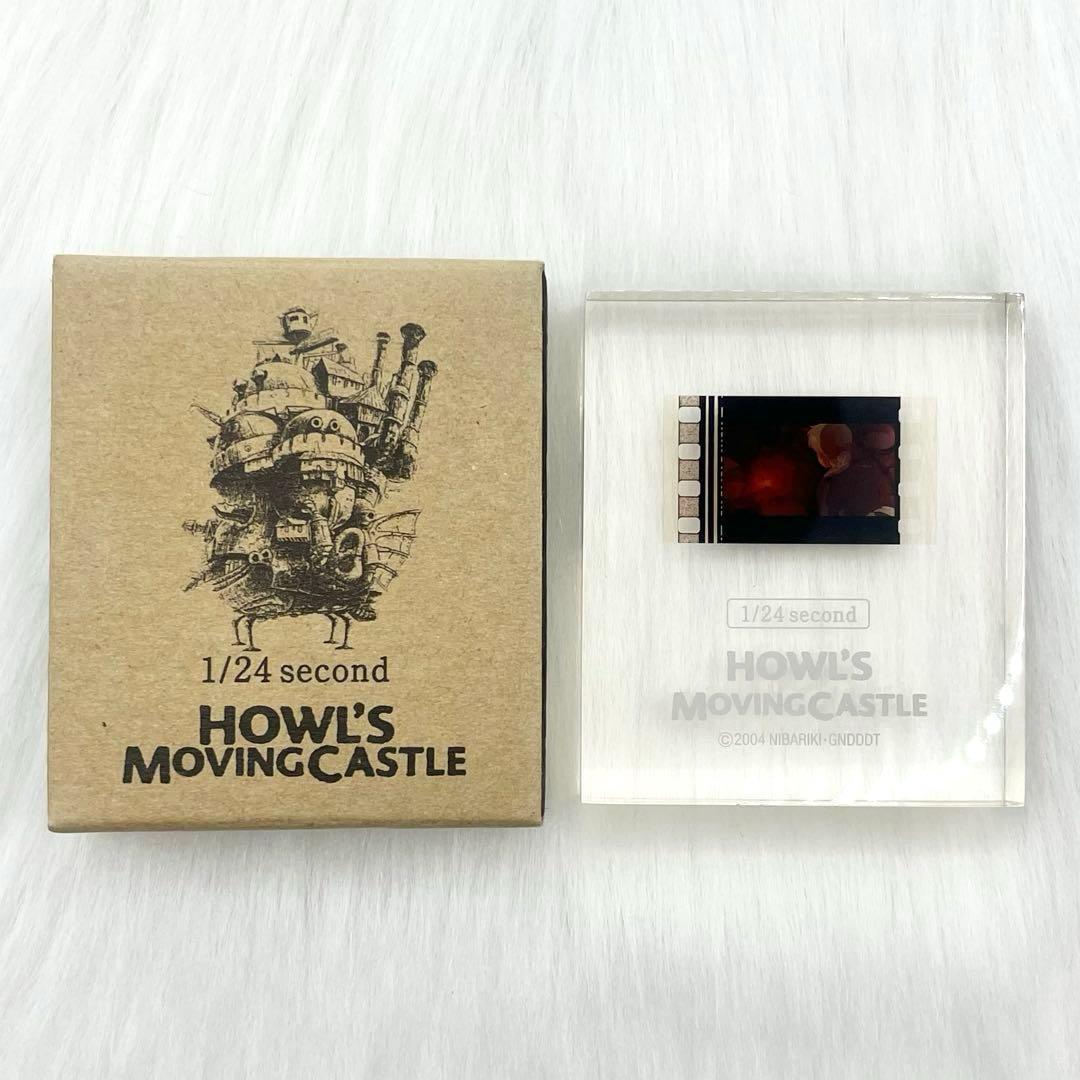 1/24 second
HOWL'S
MOVING CASTLE
1/24 second
HOWL'S
MOVING CASTLE
©2004 NIBARIKI・GNDDDT